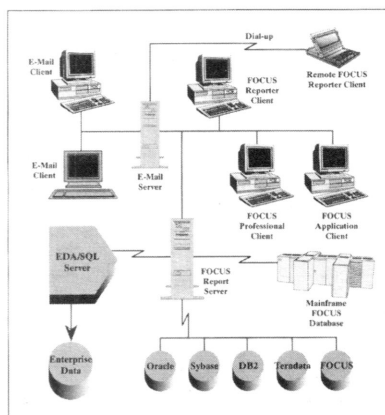 Dial-up
E-Mail
Client
FOCUS
Reporter
Client
Remote FOCUS
Reporter Client
E-Mail
Client
E-Mail
Server
FOCUS
Professional
Client
FOCUS
Application
Client
EDA/SQL
Server
FOCUS
Report
Server
Mainframe
FOCUS
Database
Enterprise
Data
Oracle
Sybase
DB2
Teradata
FOCUS